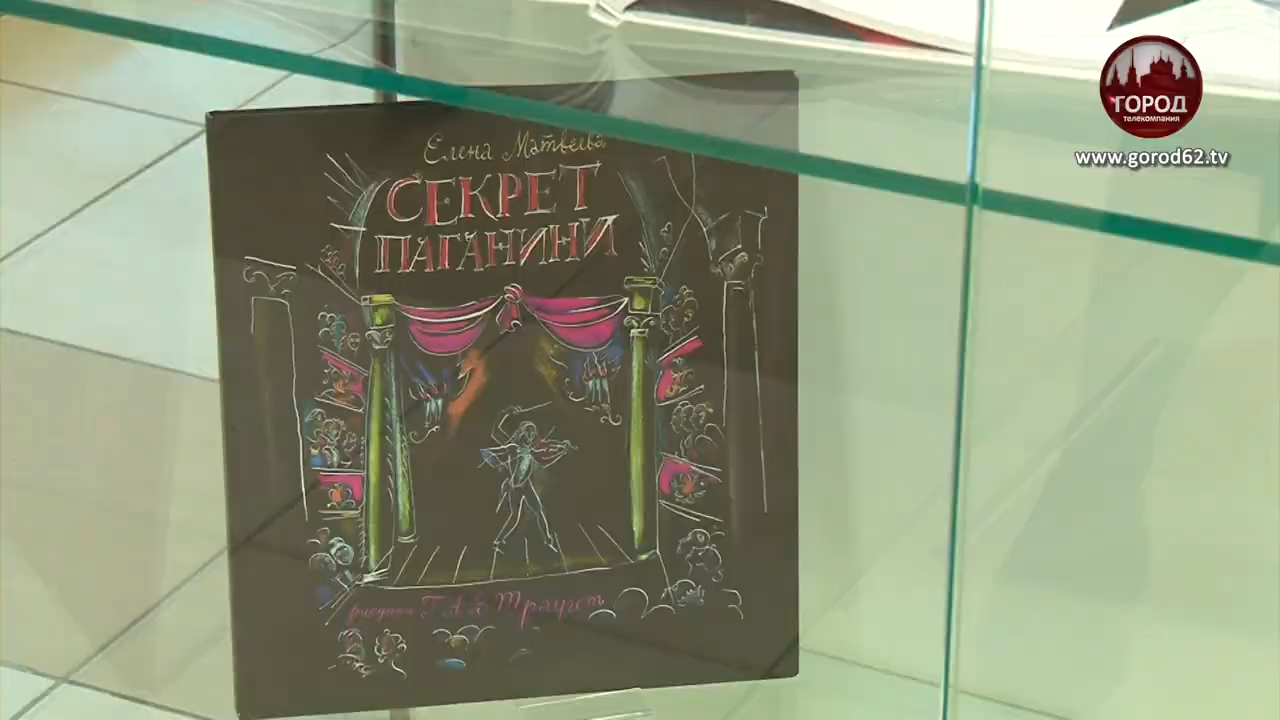 Елена Матвеева
СЕКРЕТ
ПАГАНИНИ
рисунки Г.А.В. Траугот
ГОРОД
телекомпания
www.gorod62.tv